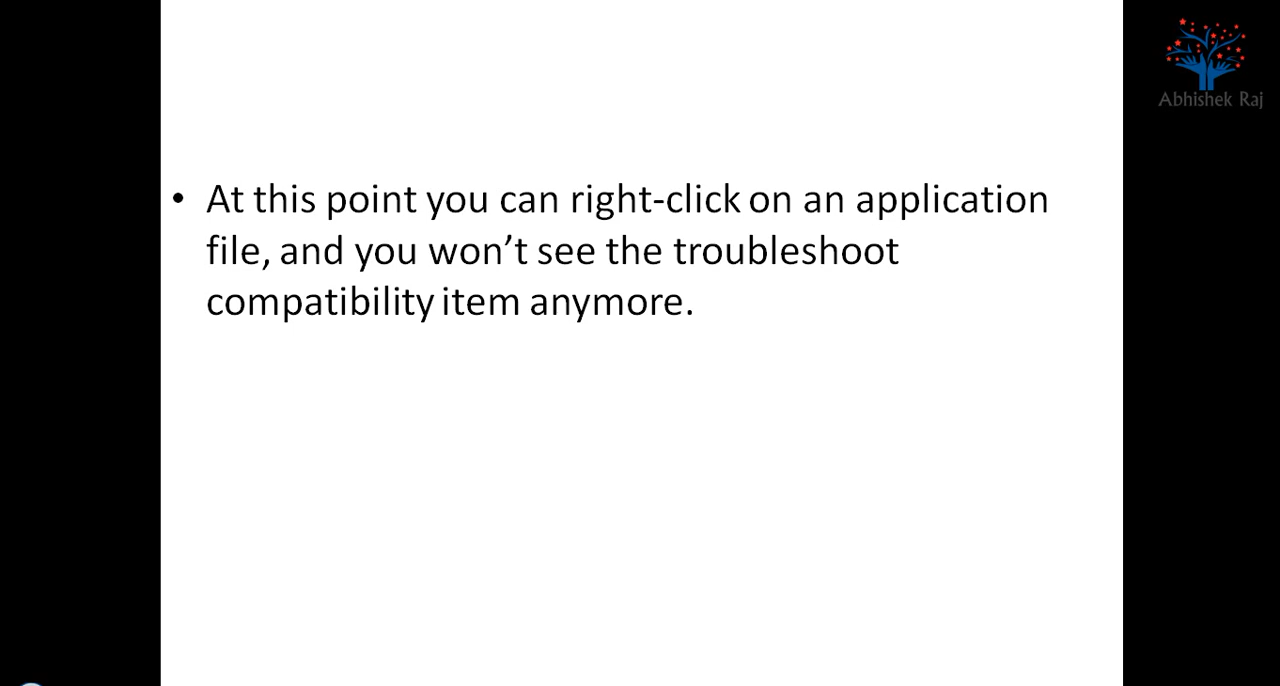 Abhishek Raj
• At this point you can right-click on an application
file, and you won’t see the troubleshoot
compatibility item anymore.